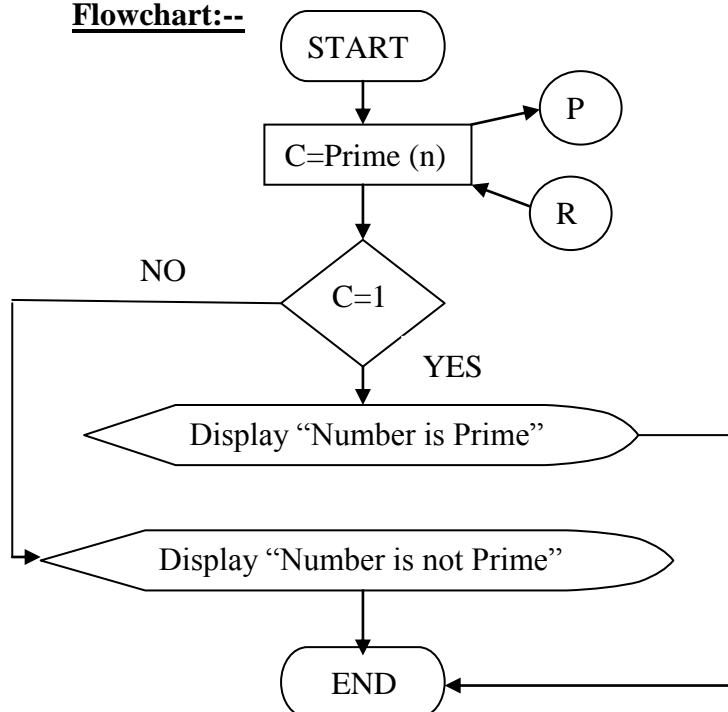 Flowchart:--
START
P
C=Prime (n)
R
NO
C=1
YES
Display “Number is Prime”
Display “Number is not Prime”
END